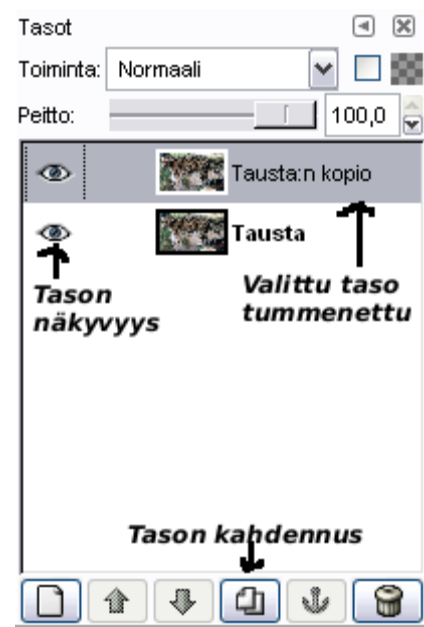 Tasot
Toiminta: Normaali
Peitto: 100,0
Tausta:n kopio
Tausta
Tason
näkyvyys
Valittu taso
tummenettu
Tason kahdennus